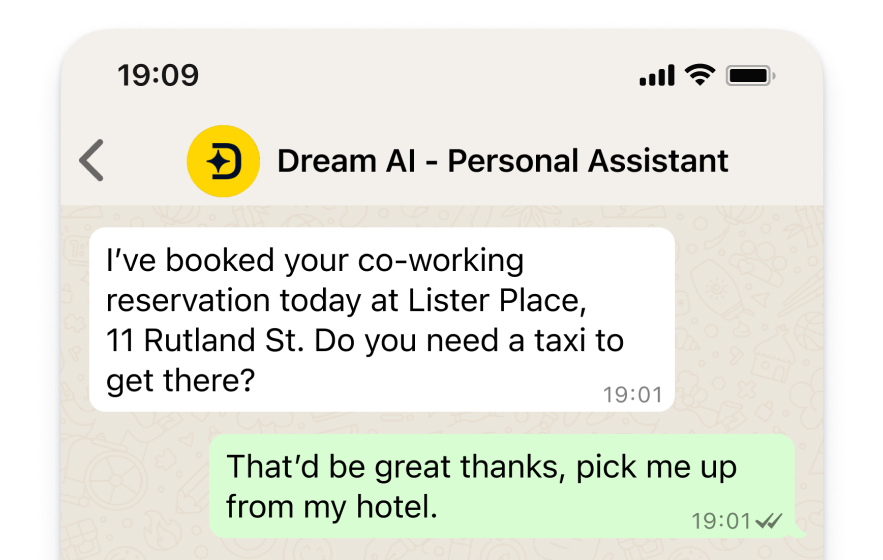 19:09
Dream AI - Personal Assistant
I’ve booked your co-working
reservation today at Lister Place,
11 Rutland St. Do you need a taxi to
get there?
19:01
That’d be great thanks, pick me up
from my hotel.
19:01